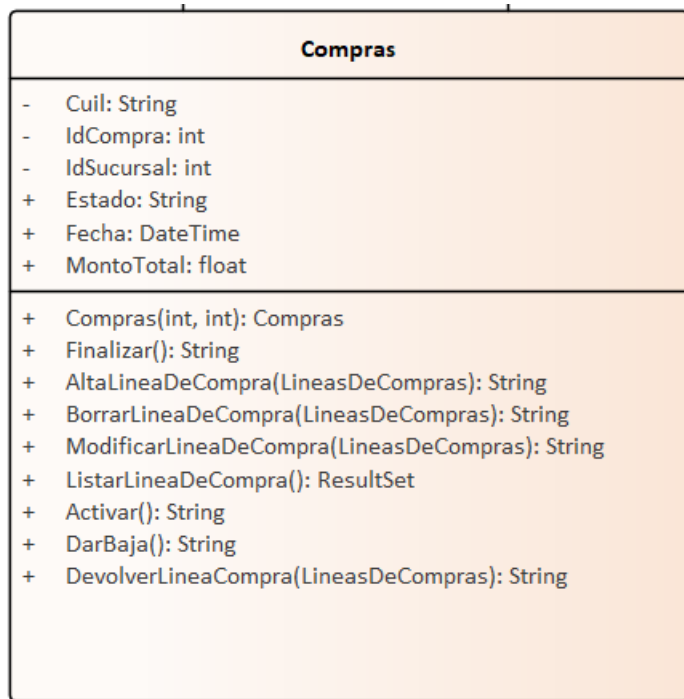 Compras
- Cuil: String
- IdCompra: int
- IdSucursal: int
+ Estado: String
+ Fecha: DateTime
+ MontoTotal: float
+ Compras(int, int): Compras
+ Finalizar(): String
+ AltaLineaDeCompra(LineasDeCompras): String
+ BorrarLineaDeCompra(LineasDeCompras): String
+ ModificarLineaDeCompra(LineasDeCompras): String
+ ListarLineaDeCompra(): ResultSet
+ Activar(): String
+ DarBaja(): String
+ DevolverLineaCompra(LineasDeCompras): String